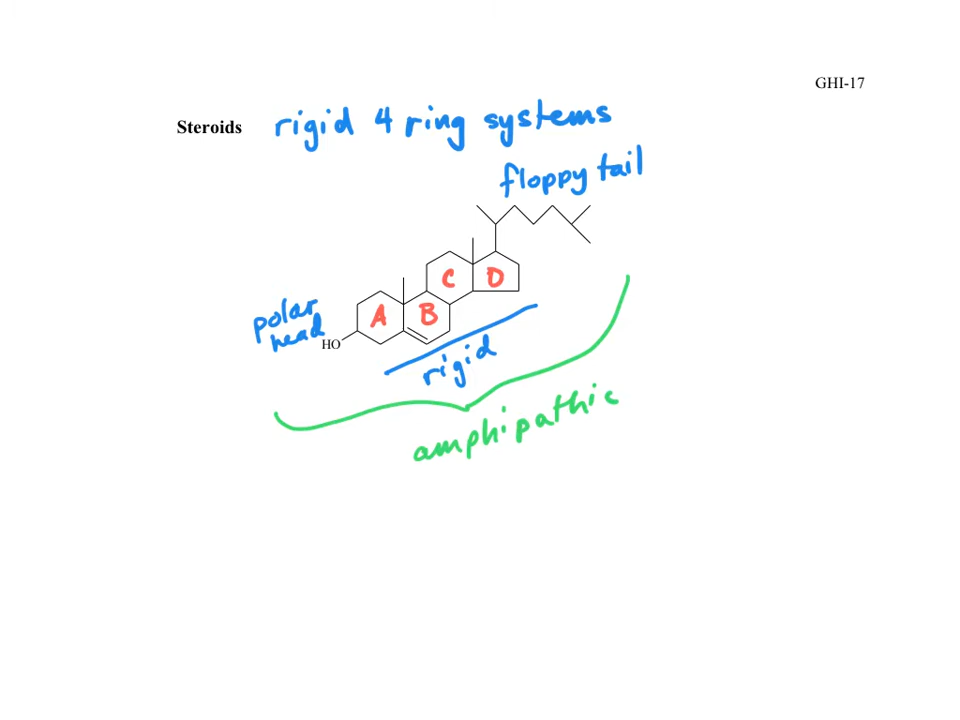 GHI-17
Steroids rigid 4 ring systems
floppy tail
C D
A B
polar
head
HO
rigid
amphipathic